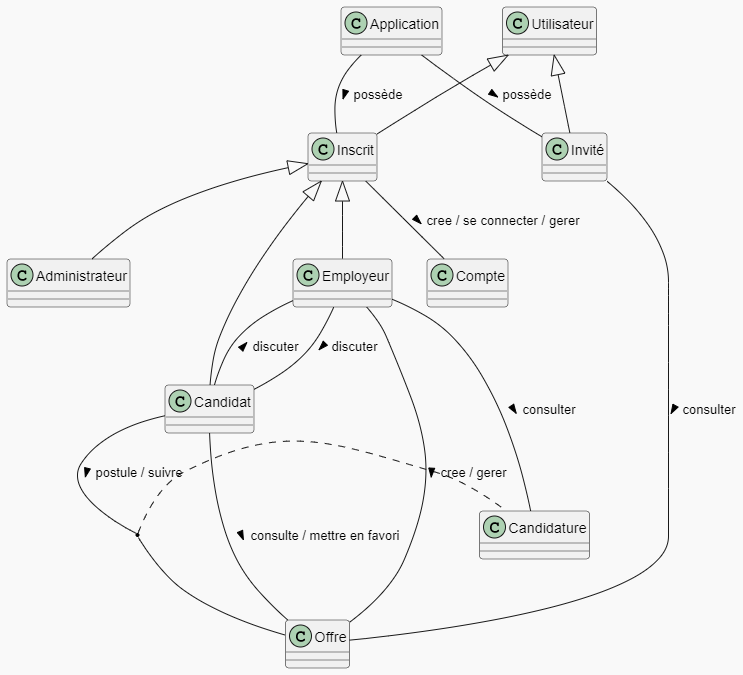 C Application
C Utilisateur
possède
possède
C Inscrit
C Invité
cree / se connecter / gerer
C Administrateur
C Employeur
C Compte
discuter
discuter
C Candidat
consulter
consulter
postule / suivre
cree / gerer
C Candidature
consulte / mettre en favori
C Offre